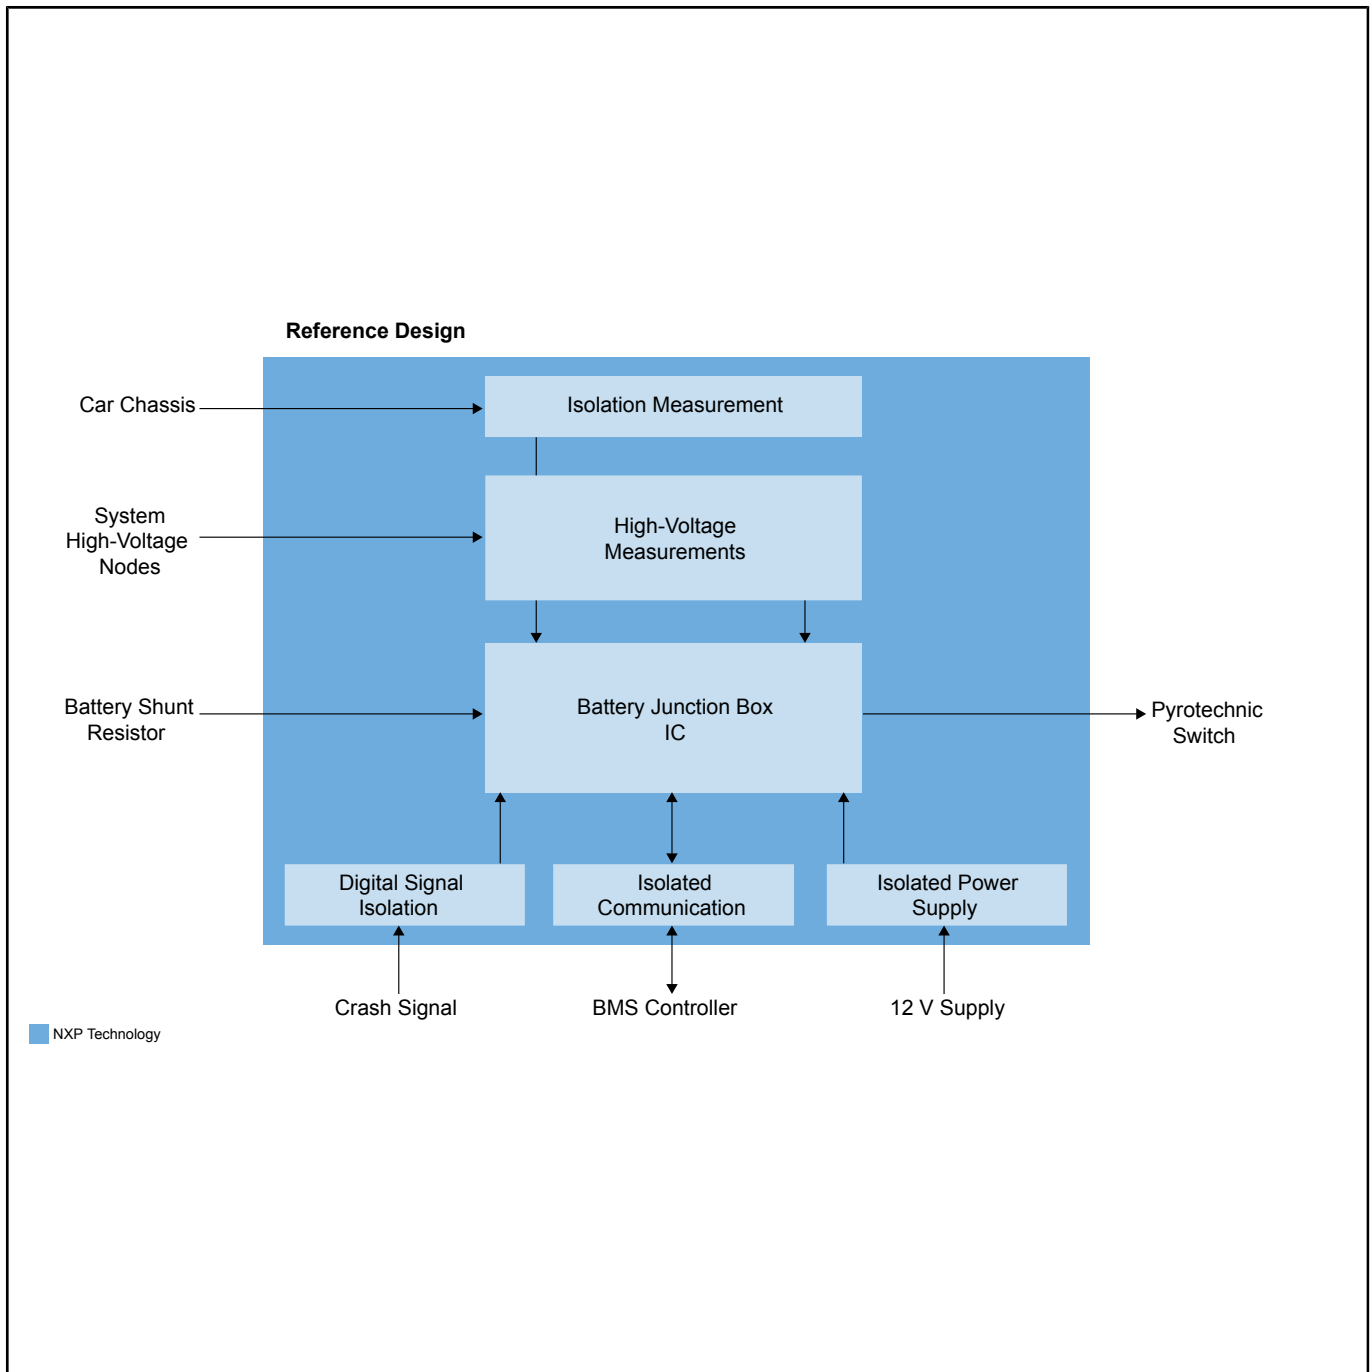 Reference Design
Car Chassis
Isolation Measurement
System
High-Voltage
Nodes
High-Voltage
Measurements
Battery Shunt
Resistor
Battery Junction Box
IC
Pyrotechnic
Switch
Digital Signal
Isolation
Isolated
Communication
Isolated Power
Supply
Crash Signal
BMS Controller
12 V Supply
NXP Technology